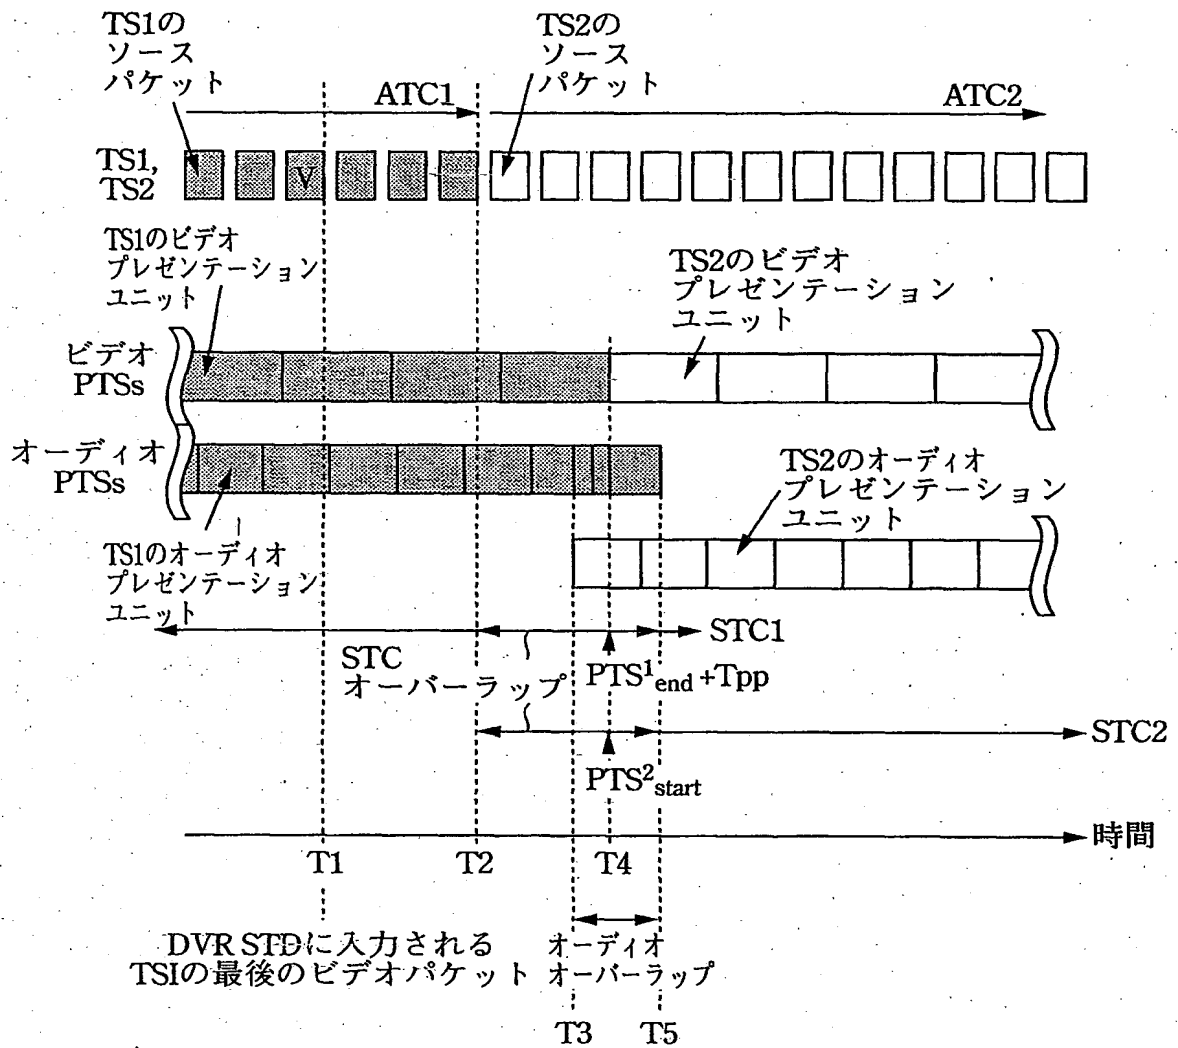 TS1の
ソース
パケット
TS2の
ソース
パケット
ATC1
ATC2
TS1,
TS2
V
TS1のビデオ
プレゼンテーション
ユニット
TS2のビデオ
プレゼンテーション
ユニット
ビデオ
PTSs
オーディオ
PTSs
TS2のオーディオ
プレゼンテーション
ユニット
TS1のオーディオ
プレゼンテーション
ユニット
STC
オーバーラップ
STC1
PTS¹end+Tpp
STC2
PTS²start
時間
T1
T2
T4
DVR STDに入力される
TSIの最後のビデオパケット
オーディオ
オーバーラップ
T3
T5